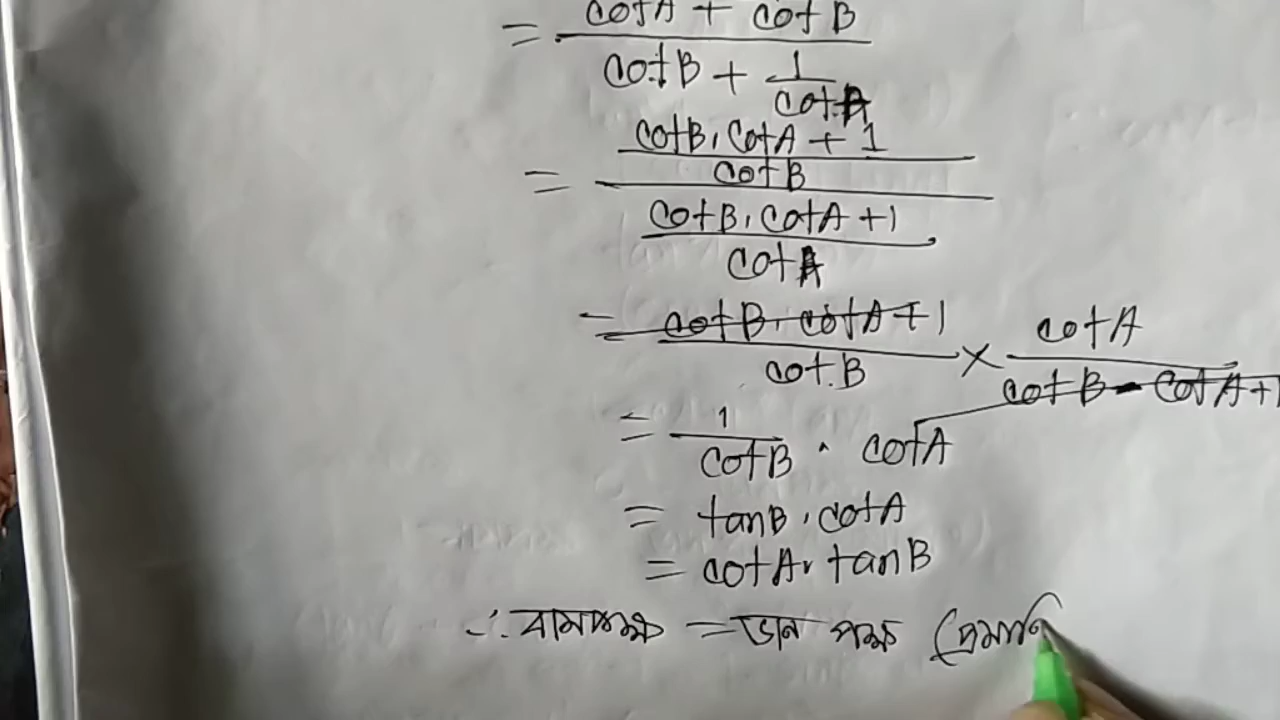 = cotA + cotB
cotB + 1
cotA
cotB.cotA + 1
= cotB
cotB.cotA + 1
cotA
= cotB.cotA + 1 × cotA
cot.B cotB - cotA + 1
= 1 . cotA
cotB
= tanB . cotA
= cotA. tanB
∴ বামপক্ষ = ডান পক্ষ (প্রমানি